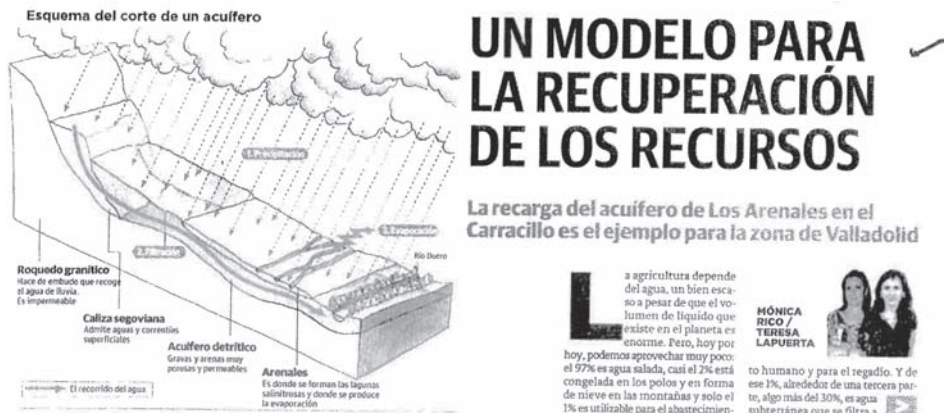 Esquema del corte de un acuífero
1. Precipitación
2. Filtración
3. Evaporación
Río Duero
Roquedo granítico
Hace de embudo que recoge
el agua de lluvia.
Es impermeable
Caliza segoviana
Admite aguas y correntías
superficiales
Acuífero detrítico
Gravas y arenas muy
porosas y permeables
Arenales
Es donde se forman las lagunas
salinitrosas y donde se produce
la evaporación
El recorrido del agua
UN MODELO PARA
LA RECUPERACIÓN
DE LOS RECURSOS
La recarga del acuífero de Los Arenales en el
Carracillo es el ejemplo para la zona de Valladolid
La agricultura depende
del agua, un bien esca-
so a pesar de que el vo-
lumen de líquido que
existe en el planeta es
enorme. Pero, hoy por
hoy, podemos aprovechar muy poco:
el 97% es agua salada, casi el 2% está
congelada en los polos y en forma
de nieve en las montañas y solo el
1% es utilizable para el abastecimien-
MÓNICA
RICO /
TERESA
LAPUERTA
to humano y para el regadío. Y de
ese 1%, alrededor de una tercera par-
te, algo más del 30%, es agua
subterránea que se filtra a